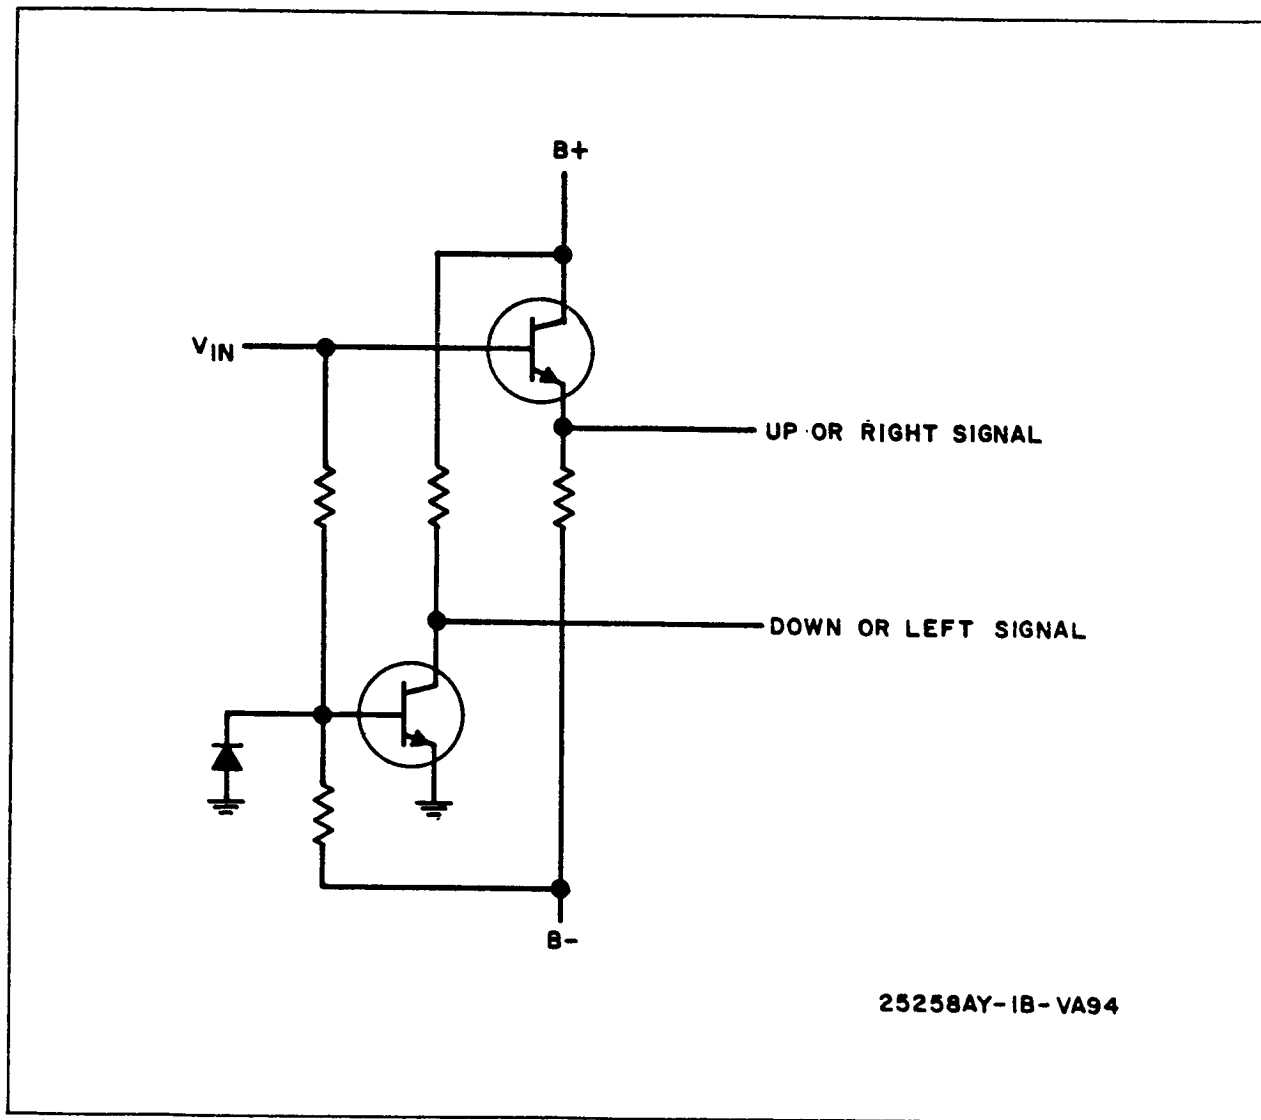 B+
VIN
UP OR RIGHT SIGNAL
DOWN OR LEFT SIGNAL
B-
25258AY-1B-VA94